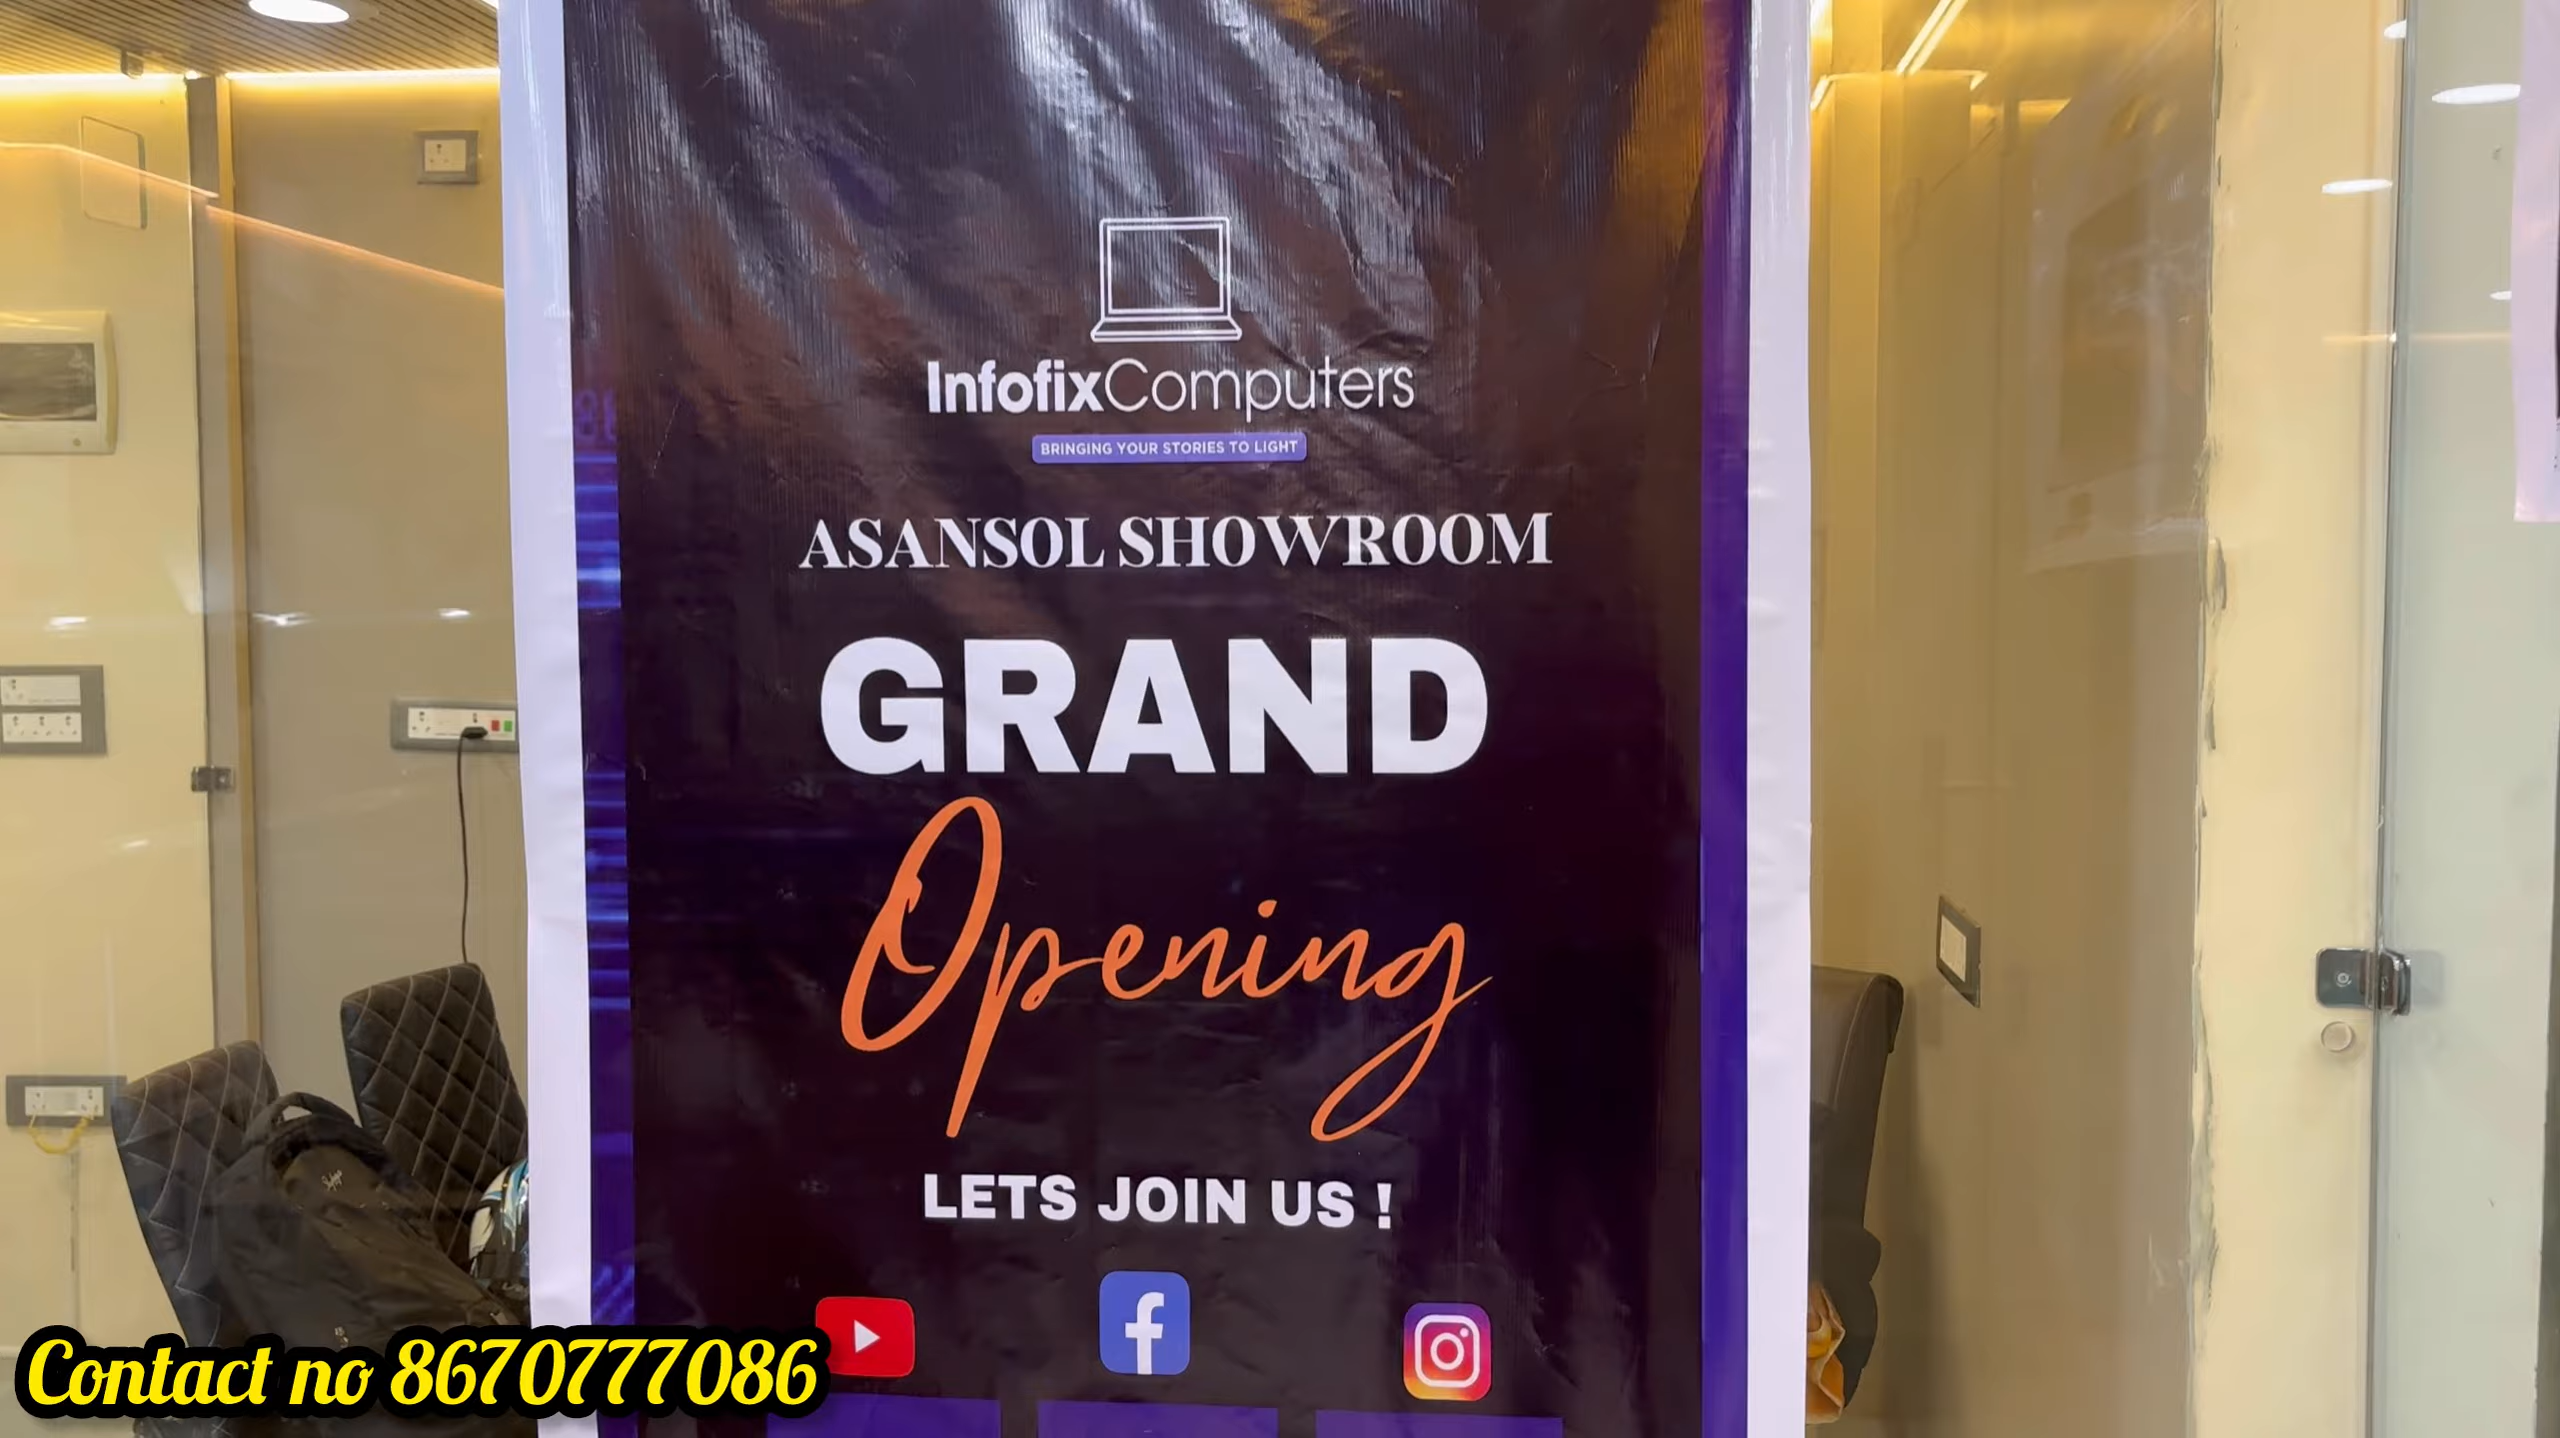 InfofixComputers
BRINGING YOUR STORIES TO LIGHT
ASANSOL SHOWROOM
GRAND
Opening
LETS JOIN US !
Contact no 8670777086